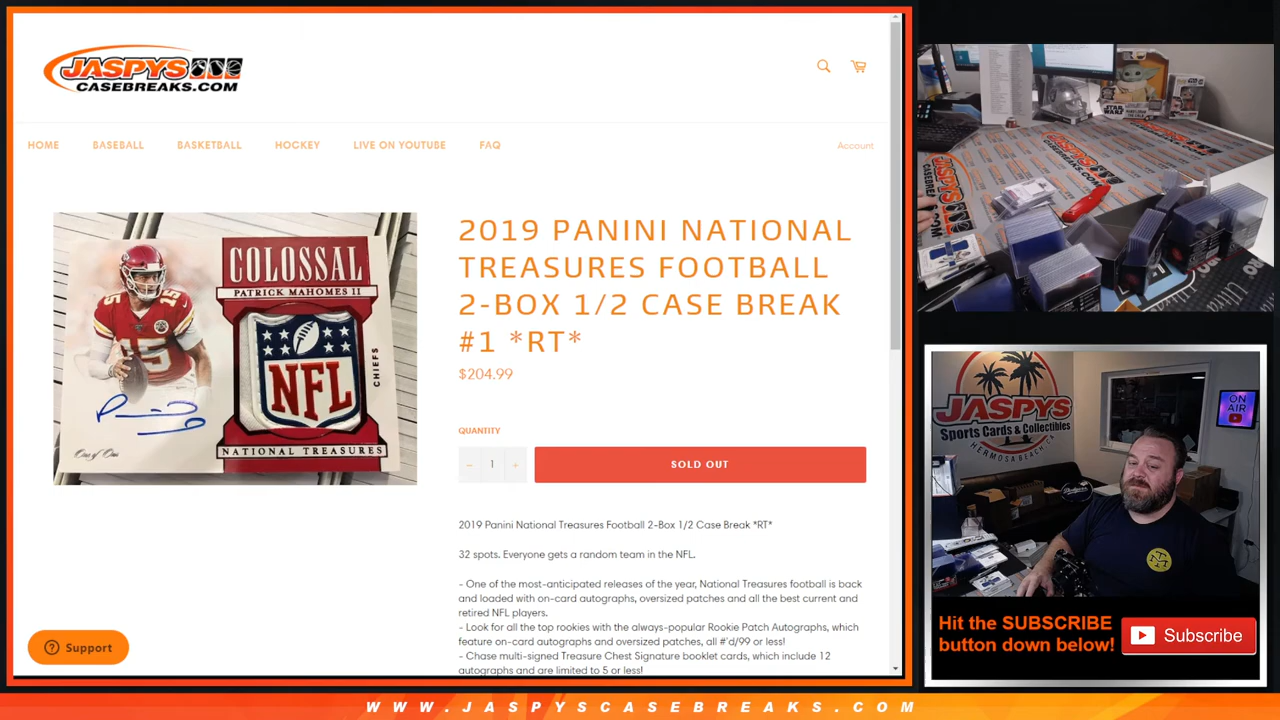 JASPYS
CASEBREAKS.COM
HOME
BASEBALL
BASKETBALL
HOCKEY
LIVE ON YOUTUBE
FAQ
Account
COLOSSAL
PATRICK MAHOMES II
CHIEFS
NFL
One of One
NATIONAL TREASURES
2019 PANINI NATIONAL
TREASURES FOOTBALL
2-BOX 1/2 CASE BREAK
#1 *RT*
$204.99
QUANTITY
− 1 +
SOLD OUT
2019 Panini National Treasures Football 2-Box 1/2 Case Break *RT*
32 spots. Everyone gets a random team in the NFL.
- One of the most-anticipated releases of the year, National Treasures football is back
and loaded with on-card autographs, oversized patches and all the best current and
retired NFL players.
- Look for all the top rookies with the always-popular Rookie Patch Autographs, which
feature on-card autographs and oversized patches, all #'d/99 or less!
- Chase multi-signed Treasure Chest Signature booklet cards, which include 12
autographs and are limited to 5 or less!
Support
STAR
WARS
JASPYS
Sports Cards & Collectibles
HERMOSA BEACH, CA
ON
AIR
Hit the SUBSCRIBE
button down below!
Subscribe
WWW.JASPYSCASEBREAKS.COM